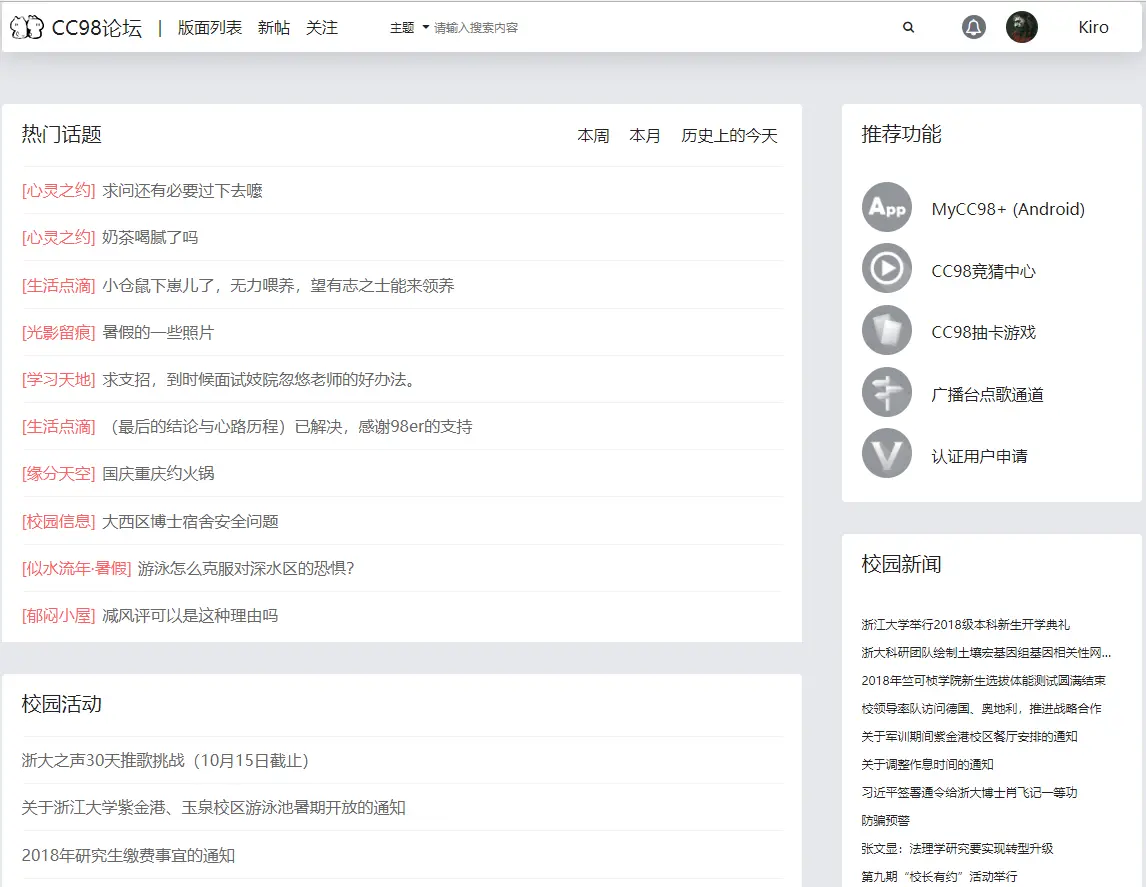 CC98论坛 | 版面列表 新帖 关注 主题 请输入搜索内容 Kiro
热门话题 本周 本月 历史上的今天
[心灵之约] 求问还有必要过下去嚒
[心灵之约] 奶茶喝腻了吗
[生活点滴] 小仓鼠下崽儿了，无力喂养，望有志之士能来领养
[光影留痕] 暑假的一些照片
[学习天地] 求支招，到时候面试妓院忽悠老师的好办法。
[生活点滴] （最后的结论与心路历程）已解决，感谢98er的支持
[缘分天空] 国庆重庆约火锅
[校园信息] 大西区博士宿舍安全问题
[似水流年·暑假] 游泳怎么克服对深水区的恐惧?
[郁闷小屋] 减风评可以是这种理由吗
校园活动
浙大之声30天推歌挑战（10月15日截止）
关于浙江大学紫金港、玉泉校区游泳池暑期开放的通知
2018年研究生缴费事宜的通知
推荐功能
App
MyCC98+ (Android)
CC98竞猜中心
CC98抽卡游戏
广播台点歌通道
V
认证用户申请
校园新闻
浙江大学举行2018级本科新生开学典礼
浙大科研团队绘制土壤宏基因组基因相关性网...
2018年竺可桢学院新生选拔体能测试圆满结束
校领导率队访问德国、奥地利，推进战略合作
关于军训期间紫金港校区餐厅安排的通知
关于调整作息时间的通知
习近平签署通令给浙大博士肖飞记一等功
防骗预警
张文显：法理学研究要实现转型升级
第九期“校长有约”活动举行